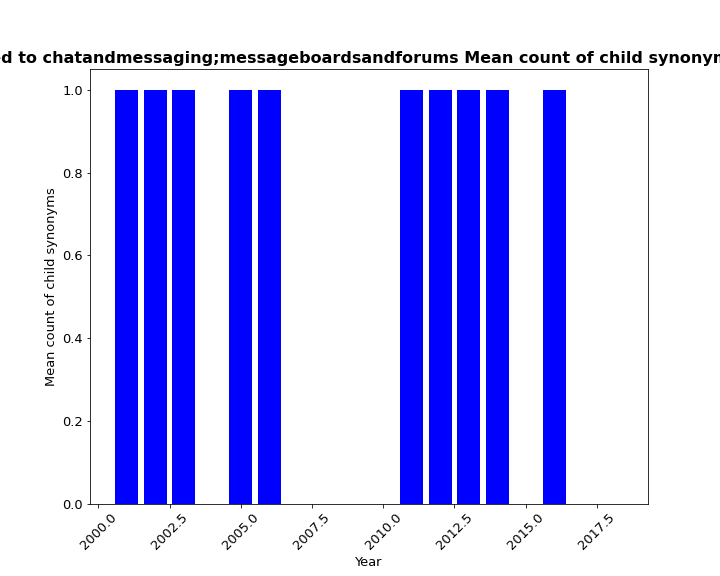 ed to chatandmessaging;messageboardsandforums Mean count of child synonym
1.0
0.8
0.6
0.4
0.2
0.0
Mean count of child synonyms
2000.0 2002.5 2005.0 2007.5 2010.0 2012.5 2015.0 2017.5
Year